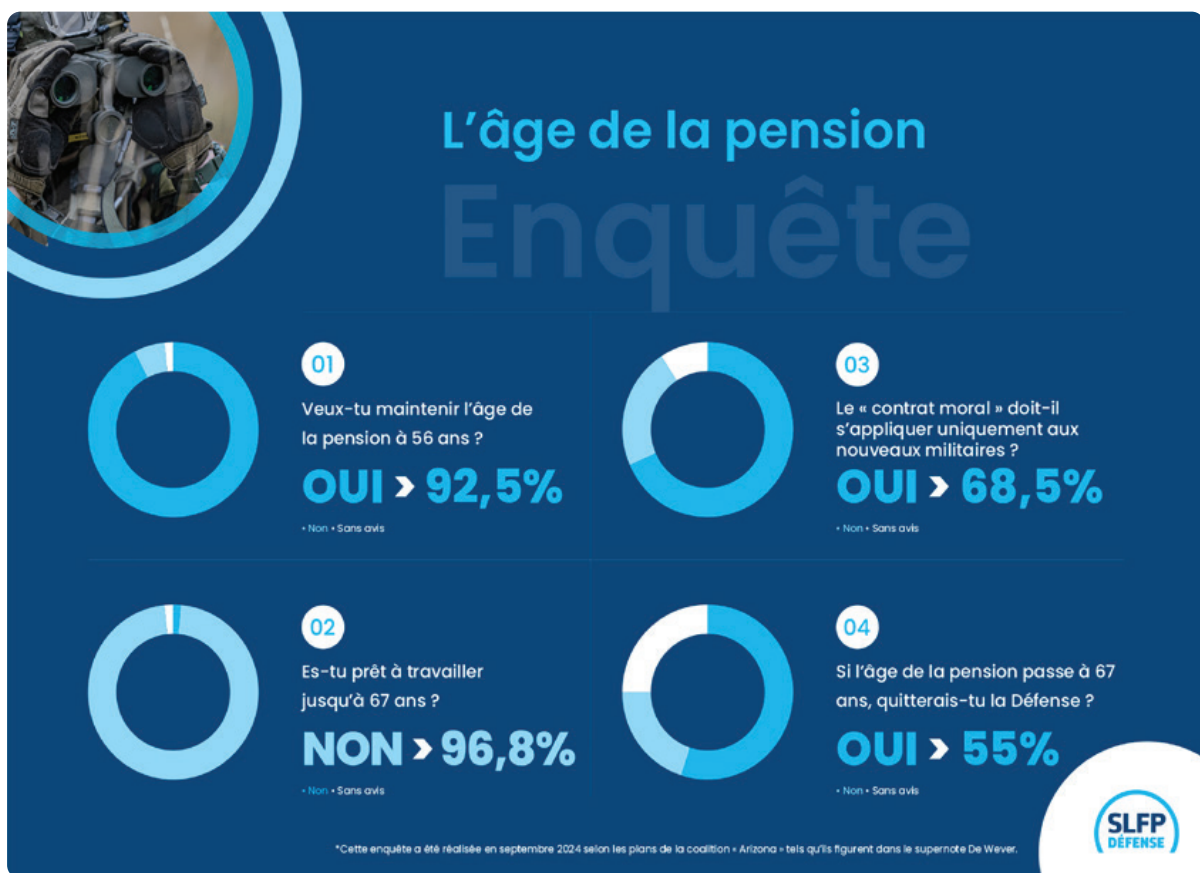 L'âge de la pension
Enquête
01
Veux-tu maintenir l'âge de
la pension à 56 ans ?
OUI > 92,5%
• Non • Sans avis
02
Es-tu prêt à travailler
jusqu'à 67 ans ?
NON > 96,8%
• Non • Sans avis
03
Le « contrat moral » doit-il
s'appliquer uniquement aux
nouveaux militaires ?
OUI > 68,5%
• Non • Sans avis
04
Si l'âge de la pension passe à 67
ans, quitterais-tu la Défense ?
OUI > 55%
• Non • Sans avis
*Cette enquête a été réalisée en septembre 2024 selon les plans de la coalition « Arizona » tels qu'ils figurent dans le supernote De Wever.
SLFP
DÉFENSE